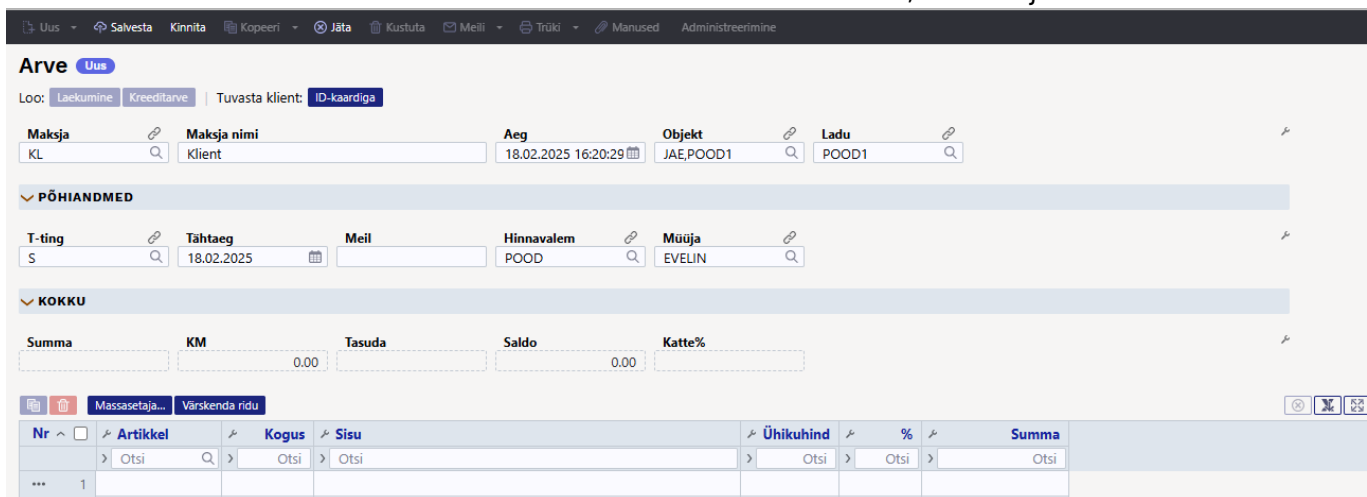 Uus Salvesta Kinnita Kopeeri Jäta Kustuta Meili Trüki Manused Administreerimine
Arve Uus
Loo: Laekumine Kreeditarve | Tuvasta klient: ID-kaardiga
Maksja Maksja nimi Aeg Objekt Ladu
KL Klient 18.02.2025 16:20:29 JAE,POOD1 POOD1
PÕHIANDMED
T-ting Tähtaeg Meil Hinnavalem Müüja
S 18.02.2025 POOD EVELIN
KOKKU
Summa KM Tasuda Saldo Katte%
0.00 0.00
Massasetaja... Värskenda ridu
Nr Artikkel Kogus Sisu Ühikuhind % Summa
Otsi Otsi Otsi Otsi Otsi Otsi
1